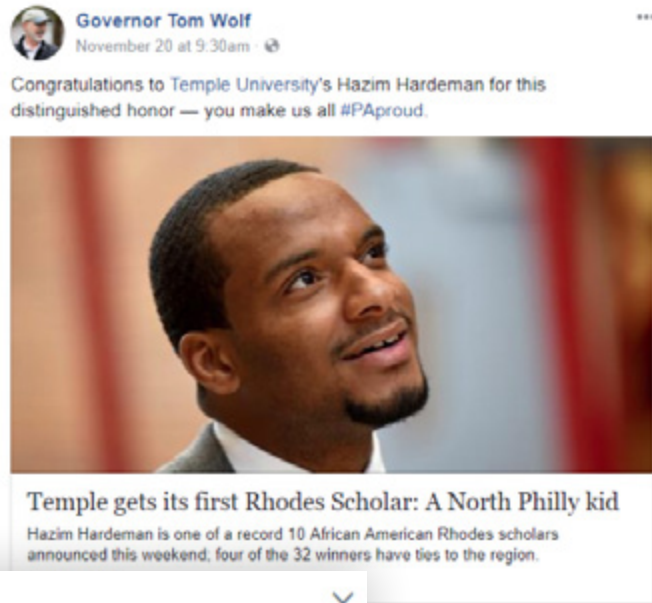 Governor Tom Wolf
November 20 at 9:30am ·
Congratulations to Temple University's Hazim Hardeman for this
distinguished honor — you make us all #PAproud.
Temple gets its first Rhodes Scholar: A North Philly kid
Hazim Hardeman is one of a record 10 African American Rhodes scholars
announced this weekend, four of the 32 winners have ties to the region.